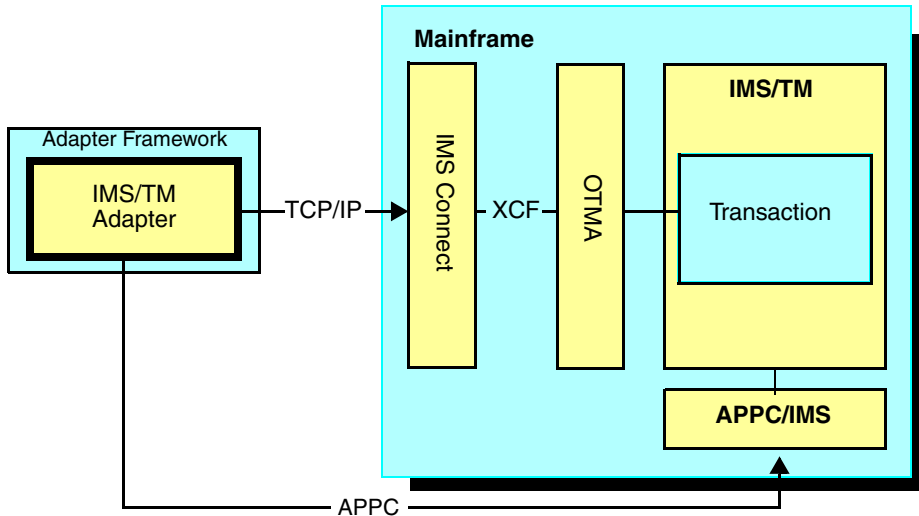 Mainframe
IMS/TM
Adapter Framework
IMS/TM
Adapter
TCP/IP
IMS Connect
XCF
OTMA
Transaction
APPC/IMS
APPC